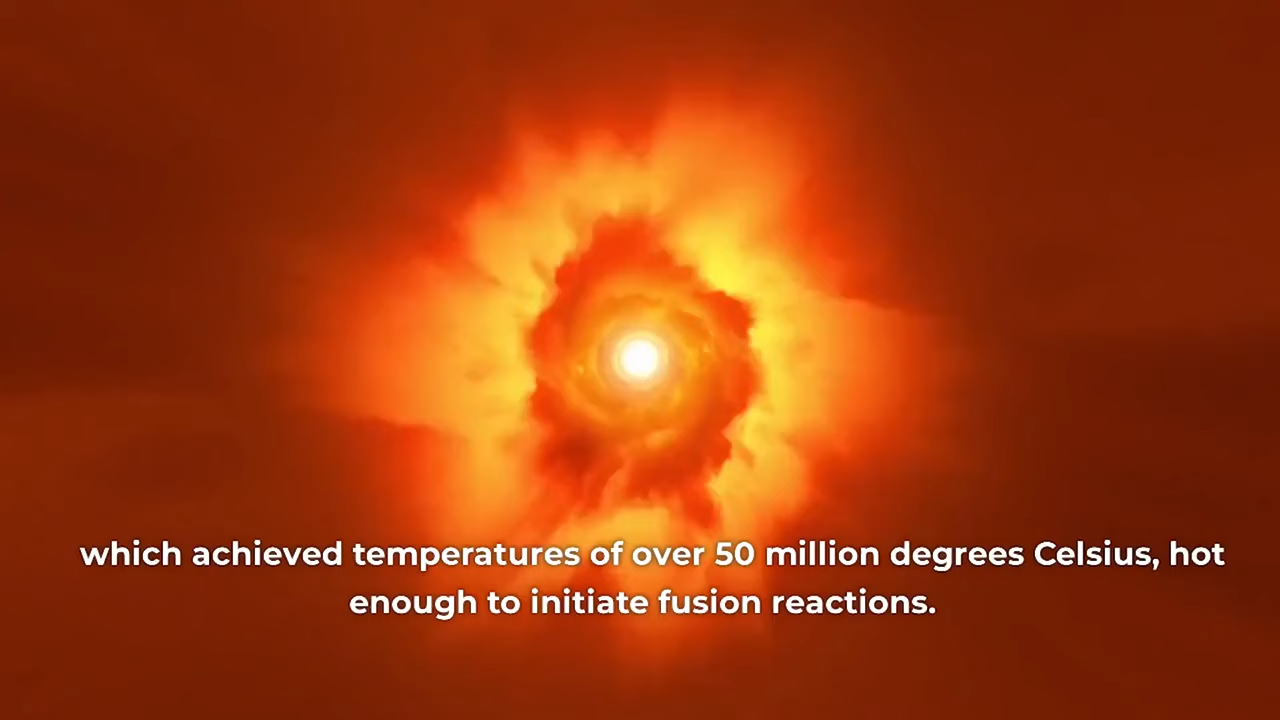 which achieved temperatures of over 50 million degrees Celsius, hot
enough to initiate fusion reactions.